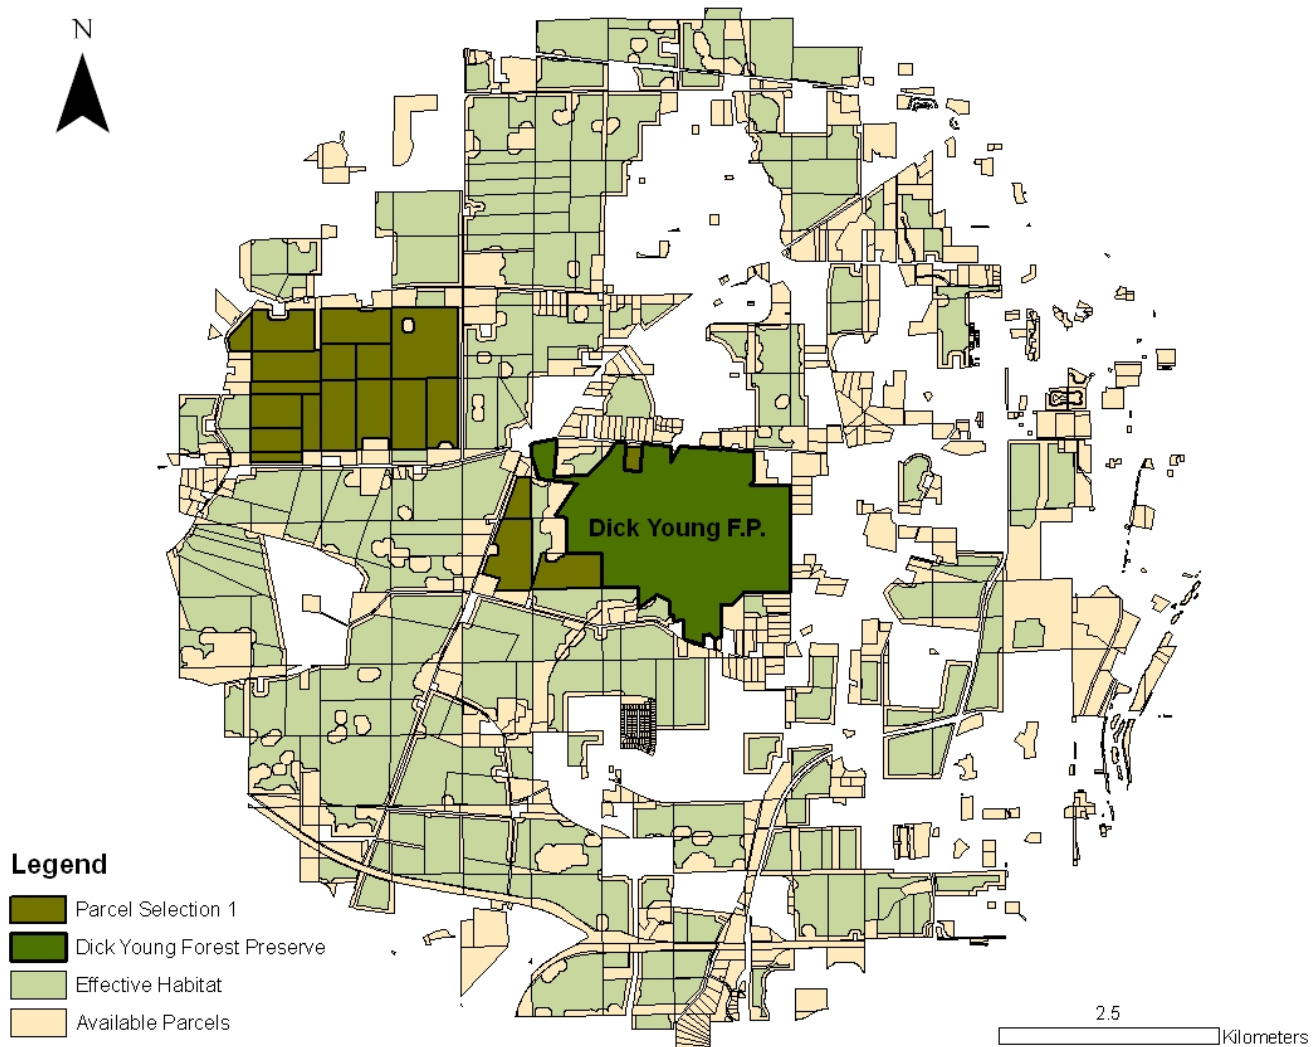 N
Dick Young F.P.
Legend
Parcel Selection 1
Dick Young Forest Preserve
Effective Habitat
Available Parcels
2.5
Kilometers